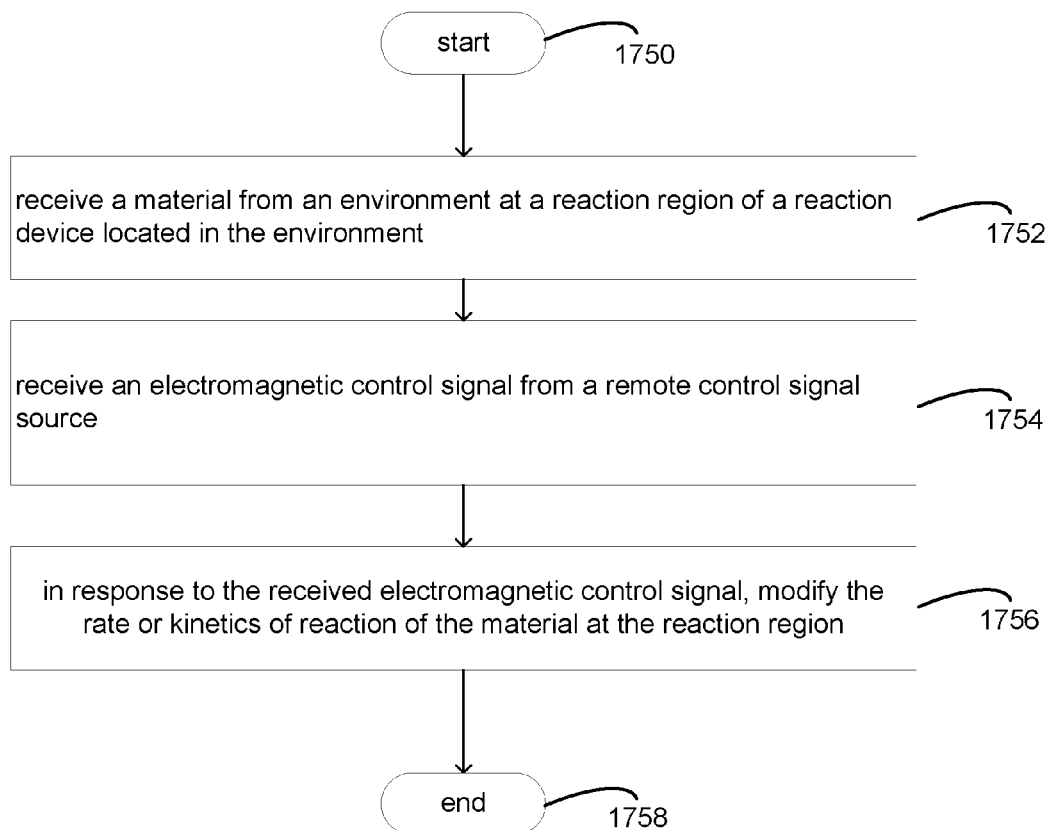 start
1750
receive a material from an environment at a reaction region of a reaction
device located in the environment
1752
receive an electromagnetic control signal from a remote control signal
source
1754
in response to the received electromagnetic control signal, modify the
rate or kinetics of reaction of the material at the reaction region
1756
end
1758